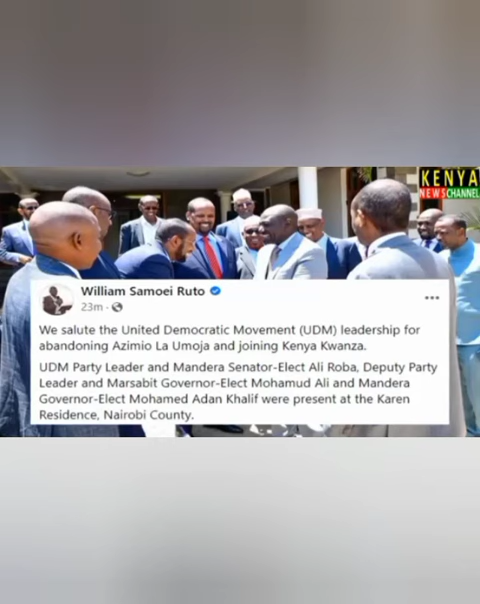 KENYA
NEWS CHANNEL
William Samoei Ruto
23m ·
We salute the United Democratic Movement (UDM) leadership for
abandoning Azimio La Umoja and joining Kenya Kwanza.
UDM Party Leader and Mandera Senator-Elect Ali Roba, Deputy Party
Leader and Marsabit Governor-Elect Mohamud Ali and Mandera
Governor-Elect Mohamed Adan Khalif were present at the Karen
Residence, Nairobi County.